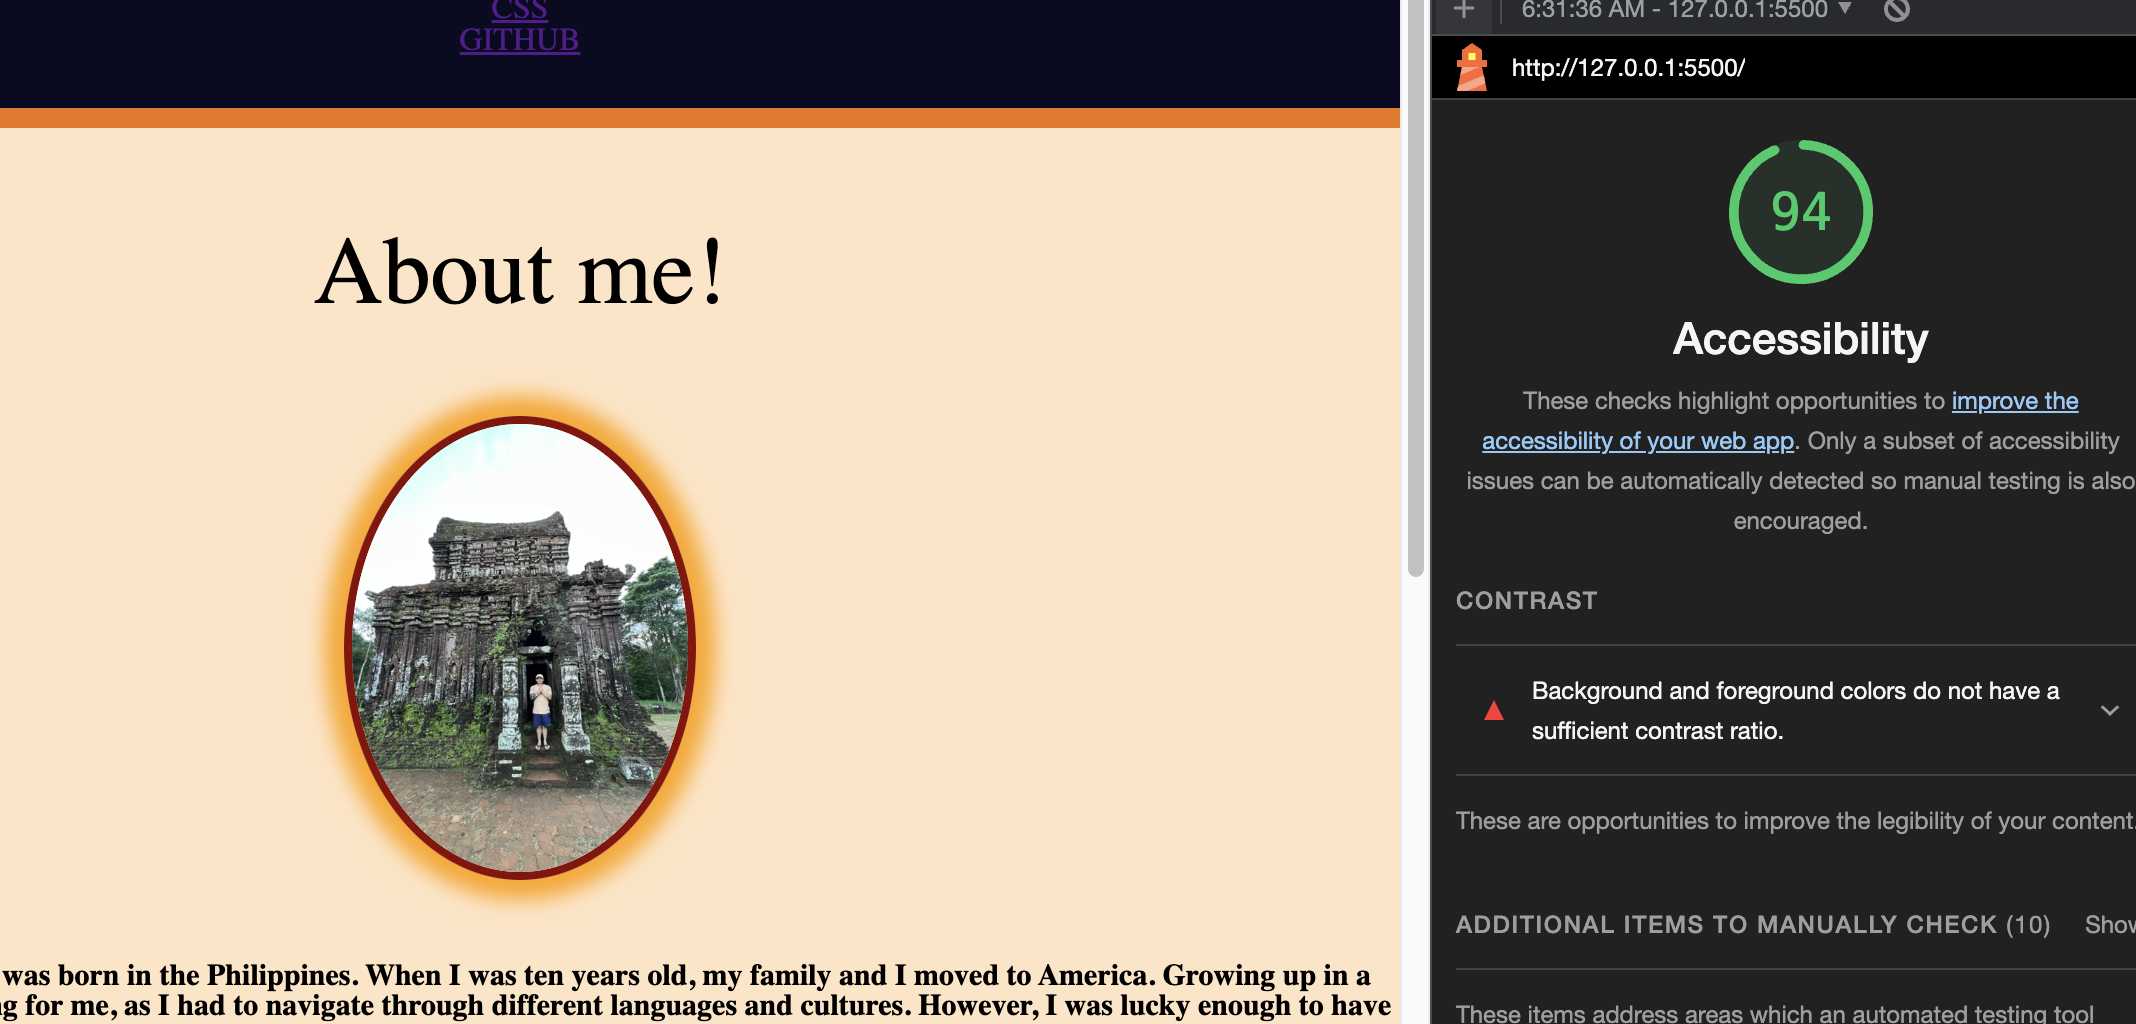 CSS
GITHUB
About me!
was born in the Philippines. When I was ten years old, my family and I moved to America. Growing up in a
ng for me, as I had to navigate through different languages and cultures. However, I was lucky enough to have
6:31:36 AM - 127.0.0.1:5500
http://127.0.0.1:5500/
94
Accessibility
These checks highlight opportunities to improve the
accessibility of your web app. Only a subset of accessibility
issues can be automatically detected so manual testing is also
encouraged.
CONTRAST
Background and foreground colors do not have a
sufficient contrast ratio.
These are opportunities to improve the legibility of your content.
ADDITIONAL ITEMS TO MANUALLY CHECK (10) Show
These items address areas which an automated testing tool